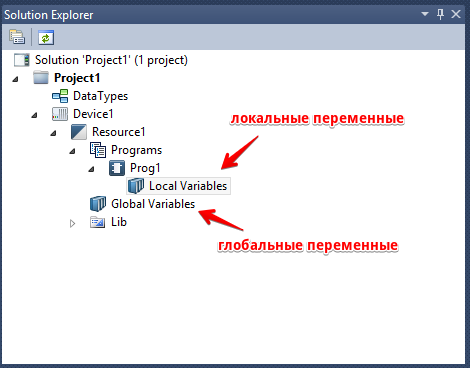 Solution Explorer
Solution 'Project1' (1 project)
Project1
DataTypes
Device1
Resource1
локальные переменные
Programs
Prog1
Local Variables
Global Variables
Lib
глобальные переменные